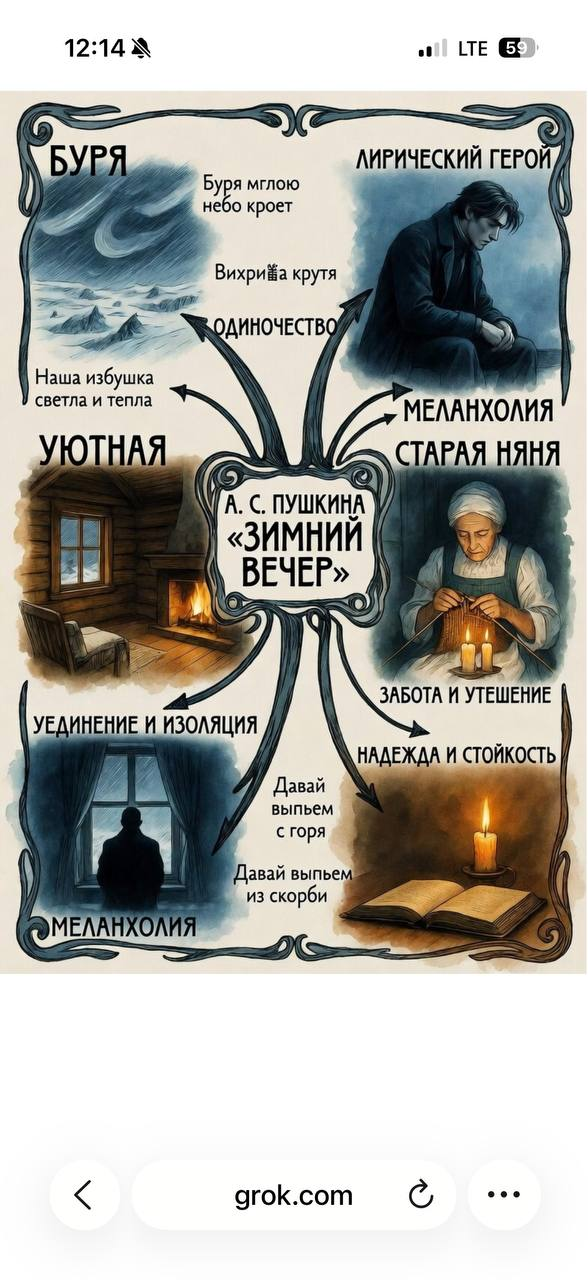 12:14
LTE
59
БУРЯ
Буря мглою
небо кроет
ЛИРИЧЕСКИЙ ГЕРОЙ
крутя
ОДИНОЧЕСТВО
Наша избушка
светла и тепла
МЕЛАНХОЛИЯ
УЮТНАЯ
СТАРАЯ НЯНЯ
А. С. ПУШКИНА
«ЗИМНИЙ
ВЕЧЕР»
ЗАБОТА И УТЕШЕНИЕ
УЕДИНЕНИЕ И ИЗОЛЯЦИЯ
НАДЕЖДА И СТОЙКОСТЬ
Давай
выпьем
с горя
Давай выпьем
из скорби
МЕЛАНХОЛИЯ
grok.com